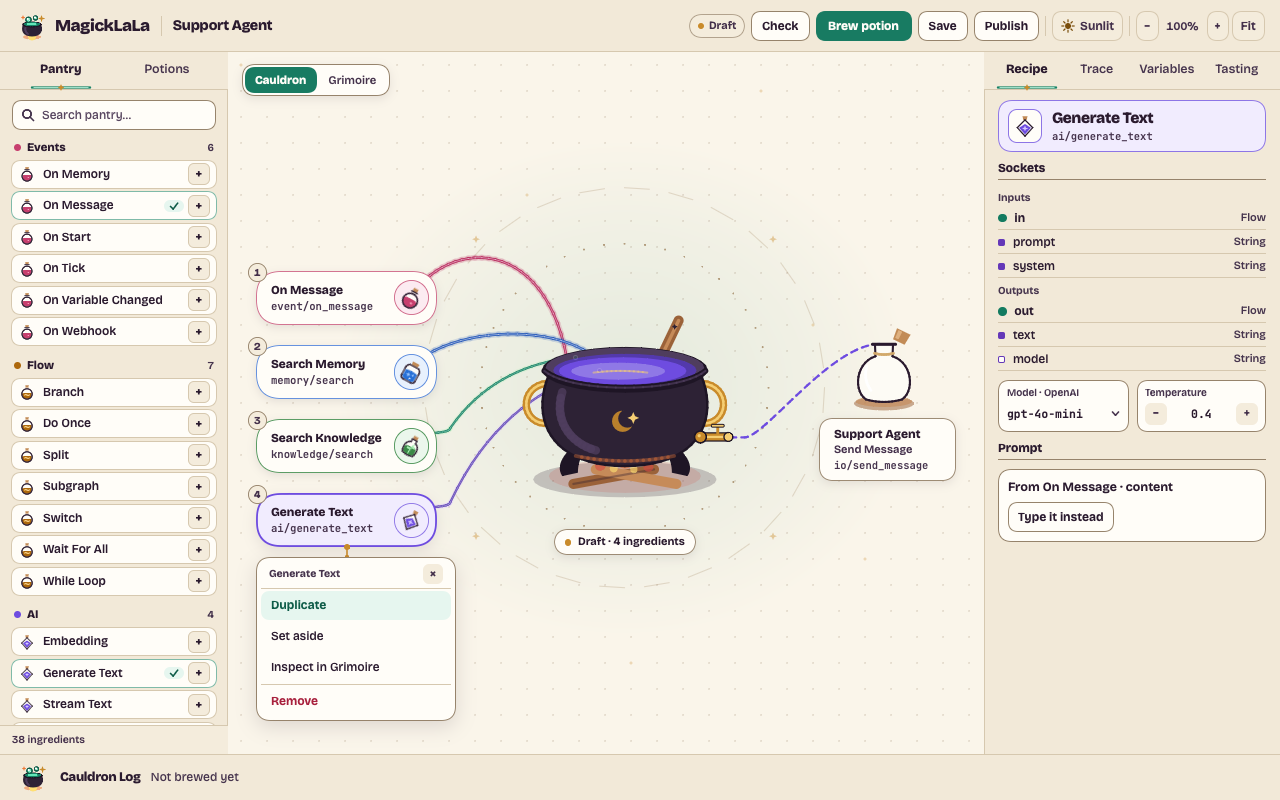 MagickLaLa
Support Agent
Draft
Check
Brew potion
Save
Publish
Sunlit
-
100%
+
Fit
Pantry
Potions
Search pantry...
Events 6
On Memory +
On Message +
On Start +
On Tick +
On Variable Changed +
On Webhook +
Flow 7
Branch +
Do Once +
Split +
Subgraph +
Switch +
Wait For All +
While Loop +
AI 4
Embedding +
Generate Text +
Stream Text +
38 ingredients
Cauldron
Grimoire
1
On Message
event/on_message
2
Search Memory
memory/search
3
Search Knowledge
knowledge/search
4
Generate Text
ai/generate_text
Generate Text ×
Duplicate
Set aside
Inspect in Grimoire
Remove
Draft · 4 ingredients
Support Agent
Send Message
io/send_message
Recipe
Trace
Variables
Tasting
Generate Text
ai/generate_text
Sockets
Inputs
in Flow
prompt String
system String
Outputs
out Flow
text String
model String
Model · OpenAI
gpt-4o-mini
Temperature
- 0.4 +
Prompt
From On Message · content
Type it instead
Cauldron Log Not brewed yet